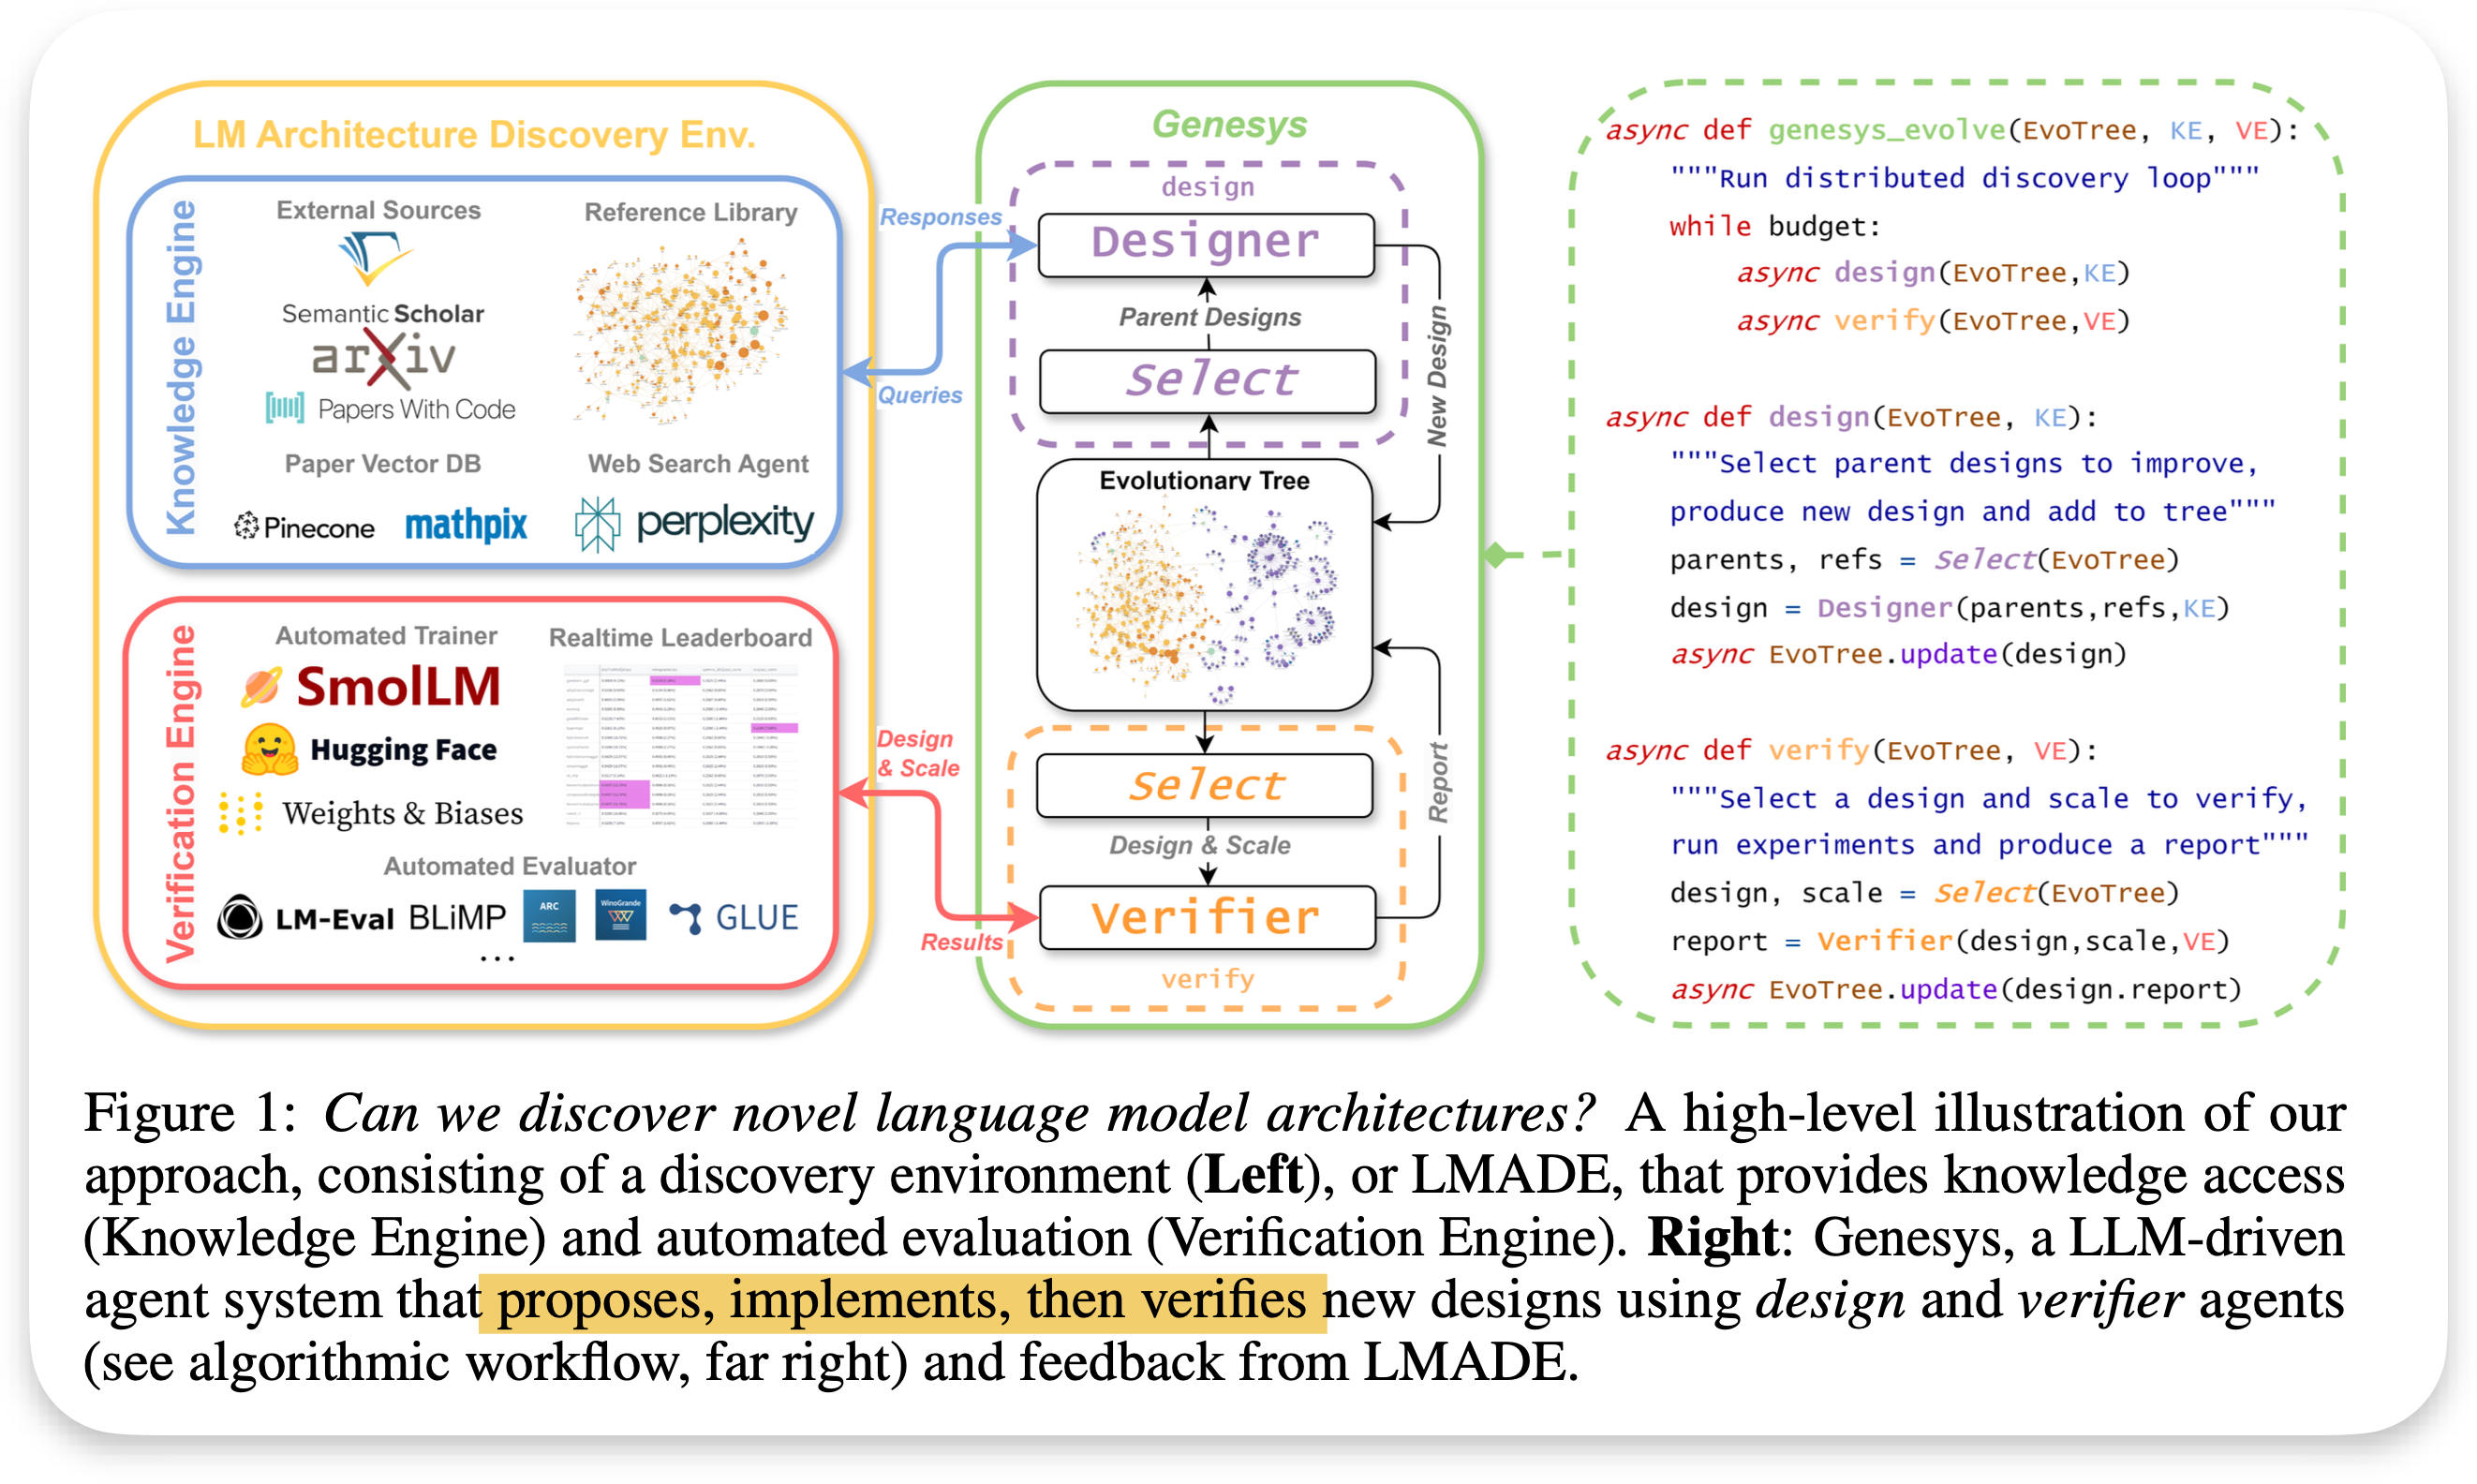 LM Architecture Discovery Env.
Knowledge Engine
External Sources
Semantic Scholar
arXiv
Papers With Code
Reference Library
Paper Vector DB
Pinecone
mathpix
Web Search Agent
perplexity
Verification Engine
Automated Trainer
SmolLM
Hugging Face
Weights & Biases
Realtime Leaderboard
Automated Evaluator
LM-Eval
BLiMP
ARC
WinoGrande
GLUE
...
Responses
Queries
Design
& Scale
Results
Genesys
design
Designer
Parent Designs
Select
New Design
Evolutionary Tree
Select
Design & Scale
Verifier
verify
Report
async def genesys_evolve(EvoTree, KE, VE):
"""Run distributed discovery loop"""
while budget:
async design(EvoTree,KE)
async verify(EvoTree,VE)
async def design(EvoTree, KE):
"""Select parent designs to improve,
produce new design and add to tree"""
parents, refs = Select(EvoTree)
design = Designer(parents,refs,KE)
async EvoTree.update(design)
async def verify(EvoTree, VE):
"""Select a design and scale to verify,
run experiments and produce a report"""
design, scale = Select(EvoTree)
report = Verifier(design,scale,VE)
async EvoTree.update(design.report)
Figure 1: Can we discover novel language model architectures? A high-level illustration of our
approach, consisting of a discovery environment (Left), or LMADE, that provides knowledge access
(Knowledge Engine) and automated evaluation (Verification Engine). Right: Genesys, a LLM-driven
agent system that proposes, implements, then verifies new designs using design and verifier agents
(see algorithmic workflow, far right) and feedback from LMADE.